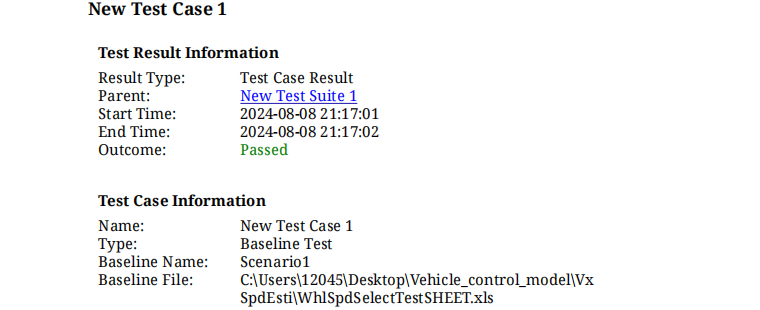 New Test Case 1
Test Result Information
Result Type: Test Case Result
Parent: New Test Suite 1
Start Time: 2024-08-08 21:17:01
End Time: 2024-08-08 21:17:02
Outcome: Passed
Test Case Information
Name: New Test Case 1
Type: Baseline Test
Baseline Name: Scenario1
Baseline File: C:\Users\12045\Desktop\Vehicle_control_model\Vx
SpdEsti\WhlSpdSelectTestSHEET.xls